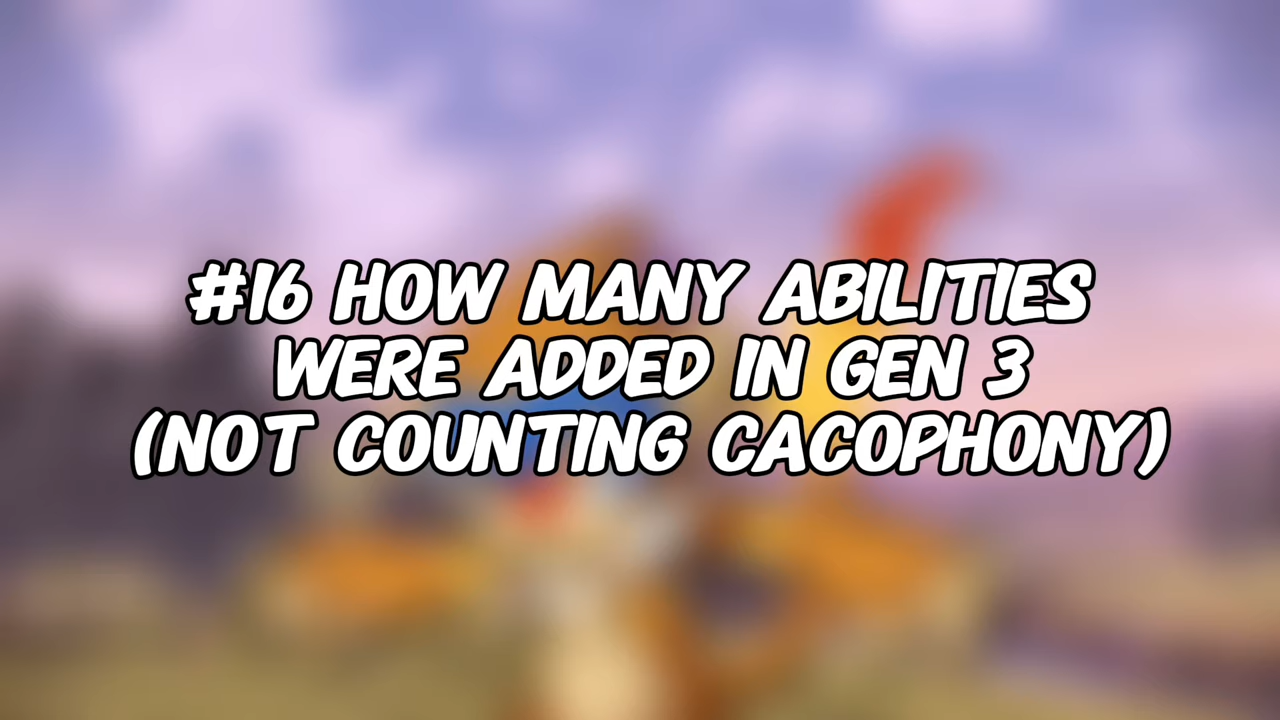 #16 HOW MANY ABILITIES
WERE ADDED IN GEN 3
(NOT COUNTING CACOPHONY)